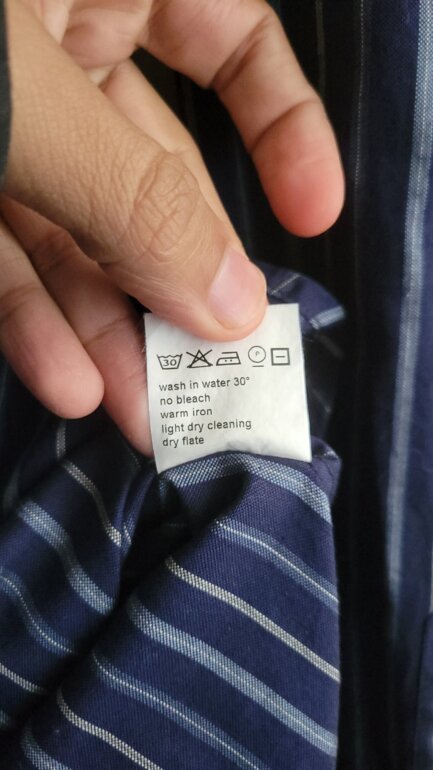 30 P
wash in water 30°
no bleach
warm iron
light dry cleaning
dry flate